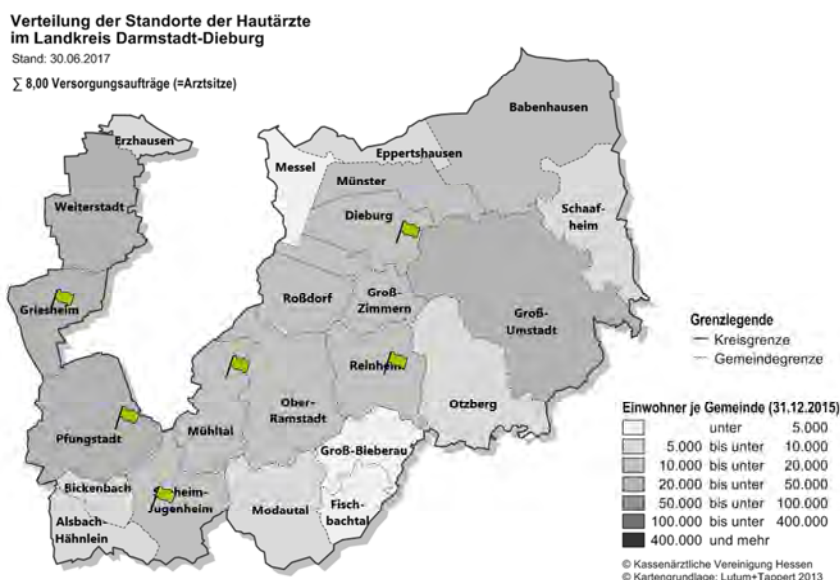 Verteilung der Standorte der Hautärzte
im Landkreis Darmstadt-Dieburg
Stand: 30.06.2017
∑ 8,00 Versorgungsaufträge (=Arztsitze)
Babenhausen
Erzhausen
Eppertshausen
Messel
Münster
Weiterstadt
Dieburg
Schaaf-
heim
Griesheim
Roßdorf
Groß-
Zimmern
Groß-
Umstadt
Reinheim
Ober-
Ramstadt
Otzberg
Mühltal
Pfungstadt
Groß-Bieberau
Bickenbach
Jugenheim
Modautal
Fisch-
bachtal
Alsbach-
Hähnlein
Grenzlegende
Kreisgrenze
Gemeindegrenze
Einwohner je Gemeinde (31.12.2015)
unter 5.000
5.000 bis unter 10.000
10.000 bis unter 20.000
20.000 bis unter 50.000
50.000 bis unter 100.000
100.000 bis unter 400.000
400.000 und mehr
© Kassenärztliche Vereinigung Hessen
© Kartengrundlage: Lutum+Tappert 2013